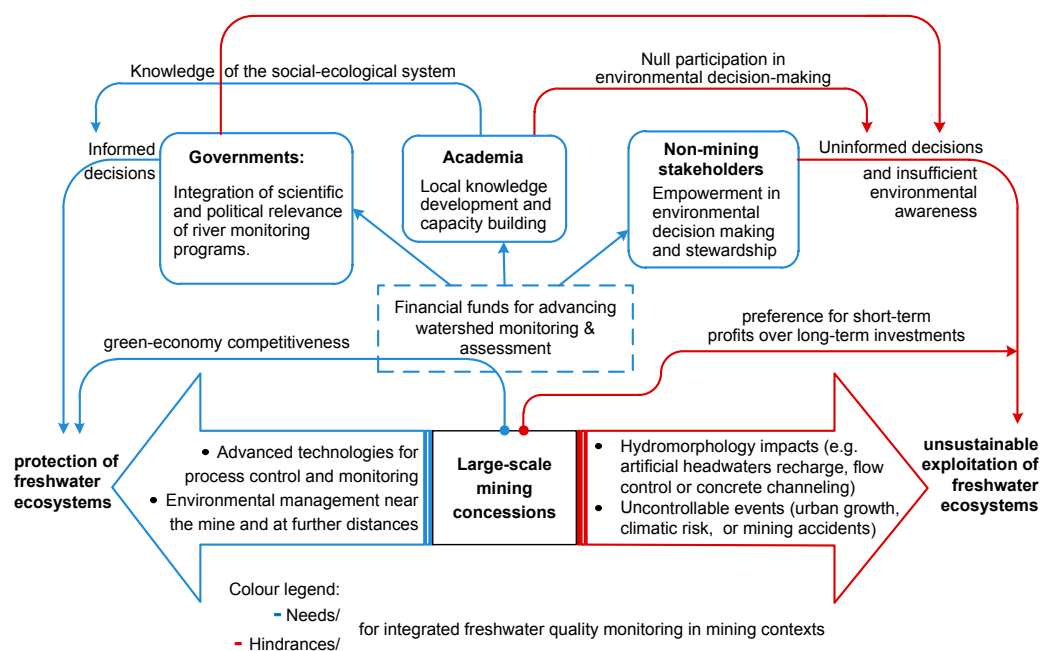 Null participation in
environmental decision-making
Knowledge of the social-ecological system
Informed
decisions
Governments:
Integration of scientific
and political relevance
of river monitoring
programs.
Academia
Local knowledge
development and
capacity building
Non-mining
stakeholders
Empowerment in
environmental
decision making
and stewardship
Uninformed decisions
and insufficient
environmental
awareness
Financial funds for advancing
watershed monitoring &
assessment
green-economy competitiveness
preference for short-term
profits over long-term investments
protection of
freshwater
ecosystems
• Advanced technologies for
process control and monitoring
• Environmental management near
the mine and at further distances
Large-scale
mining
concessions
• Hydromorphology impacts (e.g.
artificial headwaters recharge, flow
control or concrete channeling)
• Uncontrollable events (urban growth,
climatic risk, or mining accidents)
unsustainable
exploitation of
freshwater
ecosystems
Colour legend:
Needs/
Hindrances/
for integrated freshwater quality monitoring in mining contexts